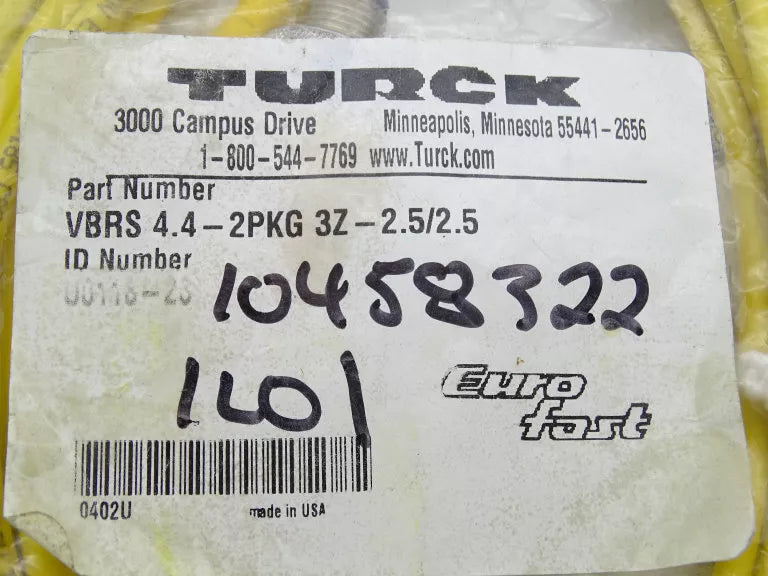 TURCK
3000 Campus Drive Minneapolis, Minnesota 55441-2656
1-800-544-7769 www.Turck.com
Part Number
VBRS 4.4-2PKG 3Z-2.5/2.5
ID Number
10458322
Euro
fast
0402U made in USA